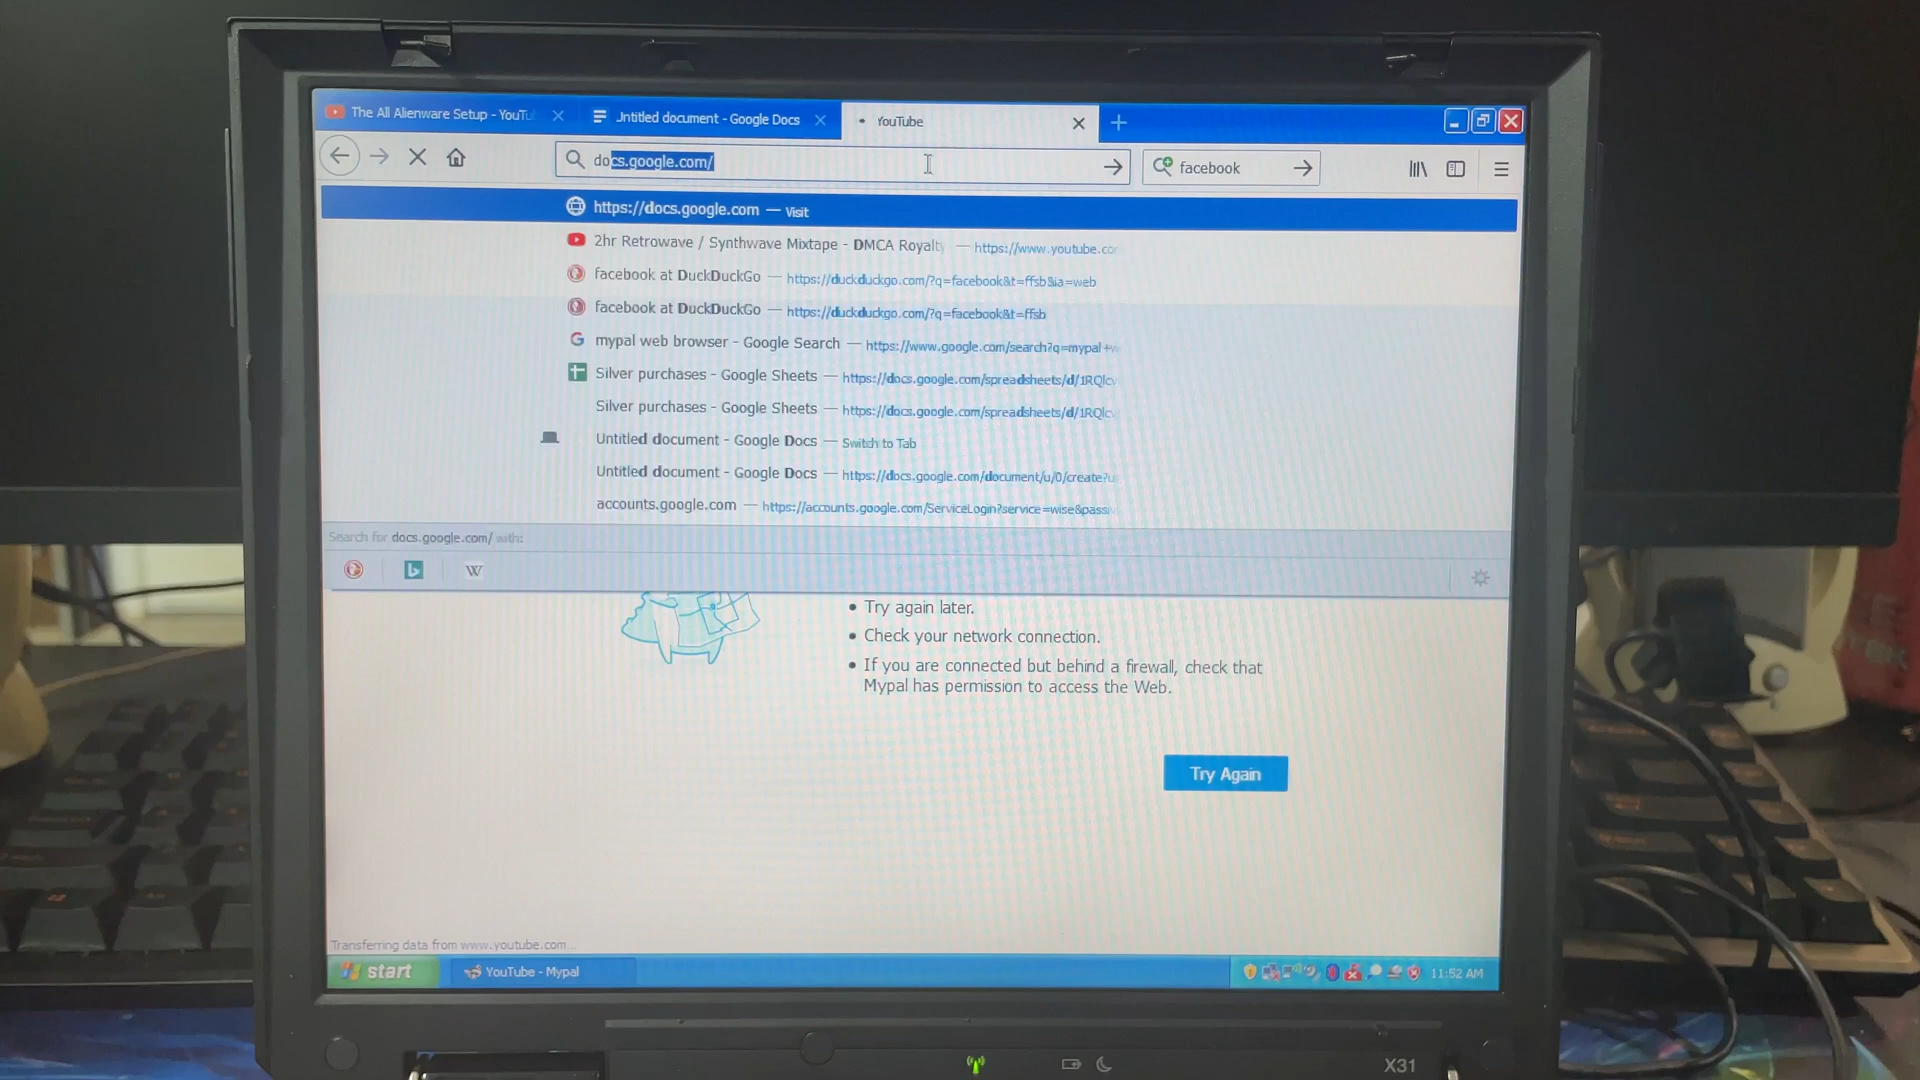 The All Alienware Setup - YouTu
Untitled document - Google Docs
YouTube
docs.google.com/
facebook
https://docs.google.com — Visit
2hr Retrowave / Synthwave Mixtape - DMCA Royalty — https://www.youtube.cor
facebook at DuckDuckGo — https://duckduckgo.com/?q=facebook&t=ffsb&ia=web
facebook at DuckDuckGo — https://duckduckgo.com/?q=facebook&t=ffsb
mypal web browser - Google Search — https://www.google.com/search?q=mypal+w
Silver purchases - Google Sheets — https://docs.google.com/spreadsheets/d/1RQlcv
Silver purchases - Google Sheets — https://docs.google.com/spreadsheets/d/1RQlcv
Untitled document - Google Docs — Switch to Tab
Untitled document - Google Docs — https://docs.google.com/document/u/0/create?u
accounts.google.com — https://accounts.google.com/ServiceLogin?service=wise&passiv
Search for docs.google.com/ with:
W
• Try again later.
• Check your network connection.
• If you are connected but behind a firewall, check that
Mypal has permission to access the Web.
Try Again
Transferring data from www.youtube.com...
start
YouTube - Mypal
11:52 AM
X31